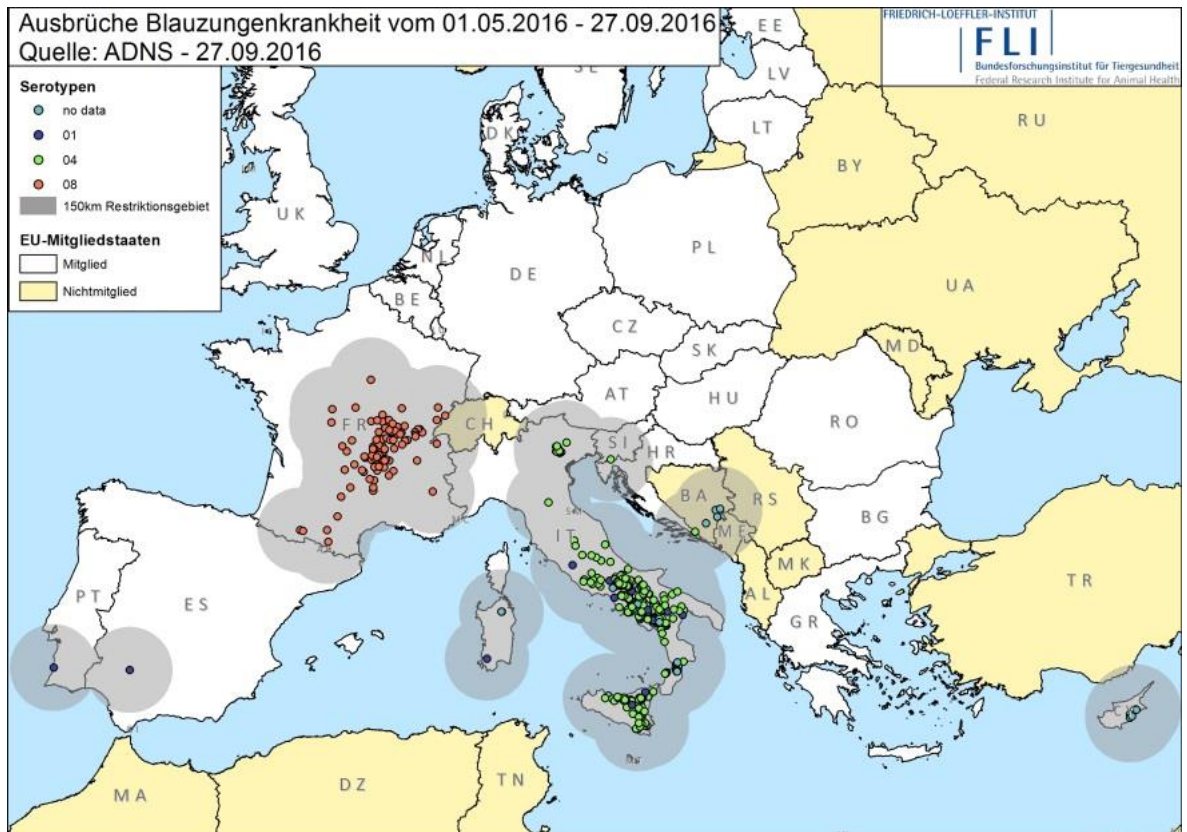 Ausbrüche Blauzungenkrankheit vom 01.05.2016 - 27.09.2016
Quelle: ADNS - 27.09.2016
FRIEDRICH-LOEFFLER-INSTITUT
FLI
Bundesforschungsinstitut für Tiergesundheit
Federal Research Institute for Animal Health
Serotypen
no data
01
04
08
150km Restriktionsgebiet
EU-Mitgliedstaaten
Mitglied
Nichtmitglied
EE
SE
LV
DK
LT
RU
BY
UK
NL
DE
PL
BE
UA
CZ
SK
MD
AT
HU
FR
CH
SI
HR
RO
BA
RS
IT
ME
BG
MK
AL
TR
PT
ES
GR
CY
MA
DZ
TN